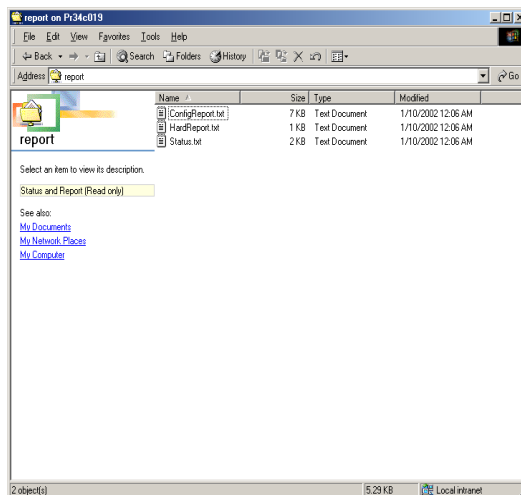 report on Pr34c019
File Edit View Favorites Tools Help
Back Search Folders History
Address report Go
Name Size Type Modified
ConfigReport.txt 7 KB Text Document 1/10/2002 12:06 AM
HardReport.txt 1 KB Text Document 1/10/2002 12:06 AM
Status.txt 2 KB Text Document 1/10/2002 12:06 AM
report
Select an item to view its description.
Status and Report (Read only)
See also:
My Documents
My Network Places
My Computer
2 object(s) 5.29 KB Local intranet